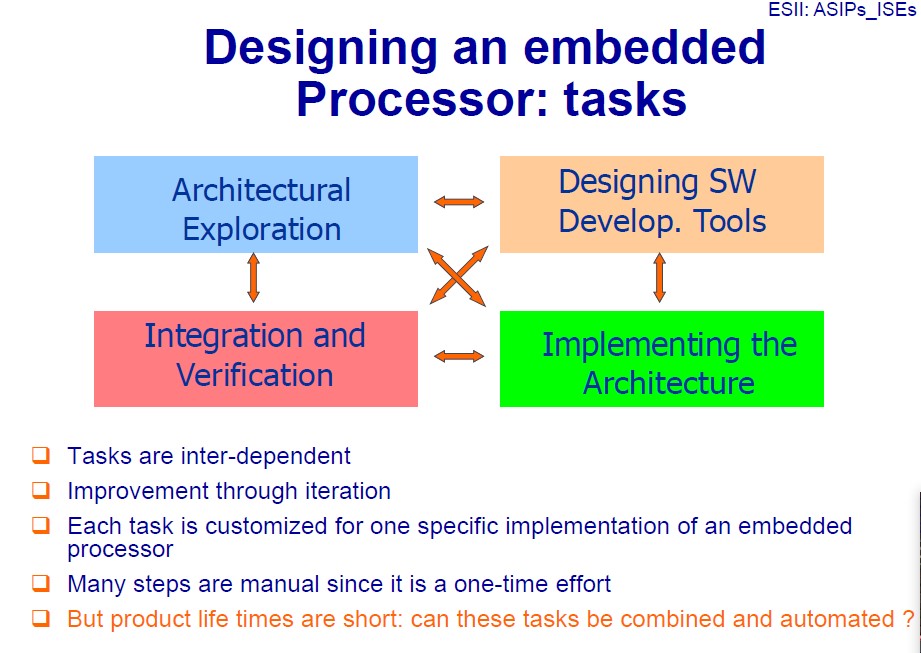 ESII: ASIPs_ISEs
Designing an embedded
Processor: tasks
Architectural
Exploration
Designing SW
Develop. Tools
Integration and
Verification
Implementing the
Architecture
Tasks are inter-dependent
Improvement through iteration
Each task is customized for one specific implementation of an embedded
processor
Many steps are manual since it is a one-time effort
But product life times are short: can these tasks be combined and automated ?